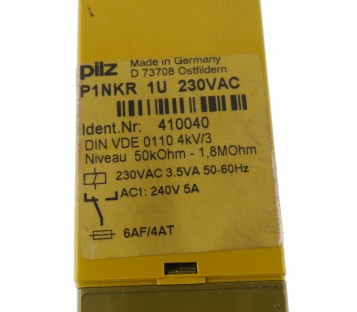 pilz
Made in Germany
D 73708 Ostfildern
P1NKR 1U 230VAC
Ident.Nr: 410040
DIN VDE 0110 4kV/3
Niveau 50kOhm - 1,8MOhm
230VAC 3.5VA 50-60Hz
AC1: 240V 5A
6AF/4AT